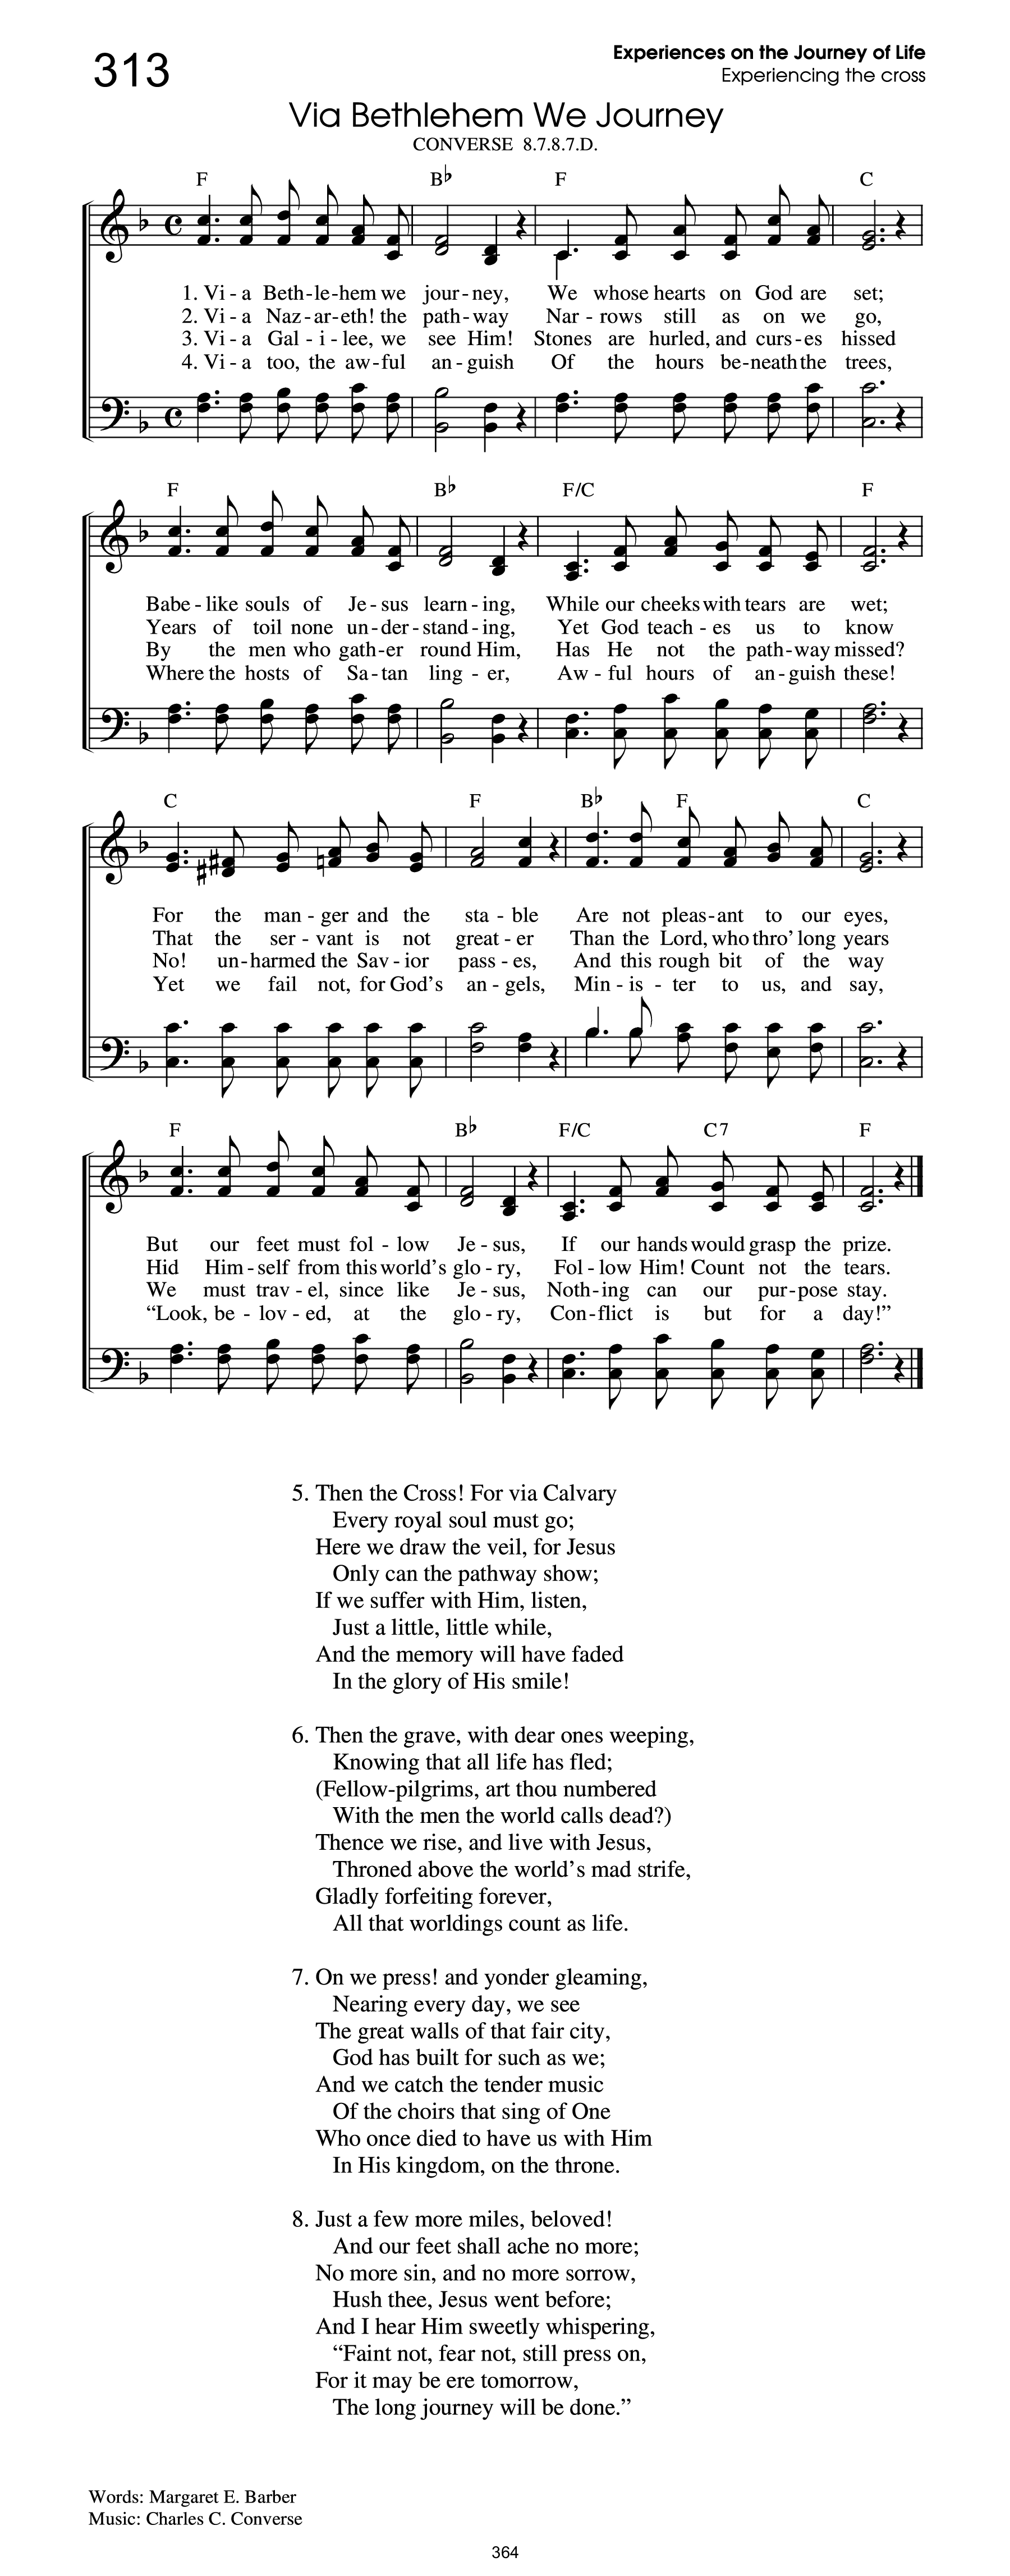 313
Experiences on the Journey of Life
Experiencing the cross
Via Bethlehem We Journey
CONVERSE 8.7.8.7.D.
F B♭ F C
1. Vi - a Beth - le - hem we jour - ney, We whose hearts on God are set;
2. Vi - a Naz - ar - eth! the path - way Nar - rows still as on we go,
3. Vi - a Gal - i - lee, we see Him! Stones are hurled, and curs - es hissed
4. Vi - a too, the aw - ful an - guish Of the hours be - neath the trees,
F B♭ F/C F
Babe - like souls of Je - sus learn - ing, While our cheeks with tears are wet;
Years of toil none un - der - stand - ing, Yet God teach - es us to know
By the men who gath - er round Him, Has He not the path - way missed?
Where the hosts of Sa - tan ling - er, Aw - ful hours of an - guish these!
C F B♭ F C
For the man - ger and the sta - ble Are not pleas - ant to our eyes,
That the ser - vant is not great - er Than the Lord, who thro' long years
No! un - harmed the Sav - ior pass - es, And this rough bit of the way
Yet we fail not, for God's an - gels, Min - is - ter to us, and say,
F B♭ F/C C7 F
But our feet must fol - low Je - sus, If our hands would grasp the prize.
Hid Him - self from this world's glo - ry, Fol - low Him! Count not the tears.
We must trav - el, since like Je - sus, Noth - ing can our pur - pose stay.
“Look, be - lov - ed, at the glo - ry, Con - flict is but for a day!”
5. Then the Cross! For via Calvary
Every royal soul must go;
Here we draw the veil, for Jesus
Only can the pathway show;
If we suffer with Him, listen,
Just a little, little while,
And the memory will have faded
In the glory of His smile!
6. Then the grave, with dear ones weeping,
Knowing that all life has fled;
(Fellow-pilgrims, art thou numbered
With the men the world calls dead?)
Thence we rise, and live with Jesus,
Throned above the world's mad strife,
Gladly forfeiting forever,
All that worldings count as life.
7. On we press! and yonder gleaming,
Nearing every day, we see
The great walls of that fair city,
God has built for such as we;
And we catch the tender music
Of the choirs that sing of One
Who once died to have us with Him
In His kingdom, on the throne.
8. Just a few more miles, beloved!
And our feet shall ache no more;
No more sin, and no more sorrow,
Hush thee, Jesus went before;
And I hear Him sweetly whispering,
“Faint not, fear not, still press on,
For it may be ere tomorrow,
The long journey will be done.”
Words: Margaret E. Barber
Music: Charles C. Converse
364